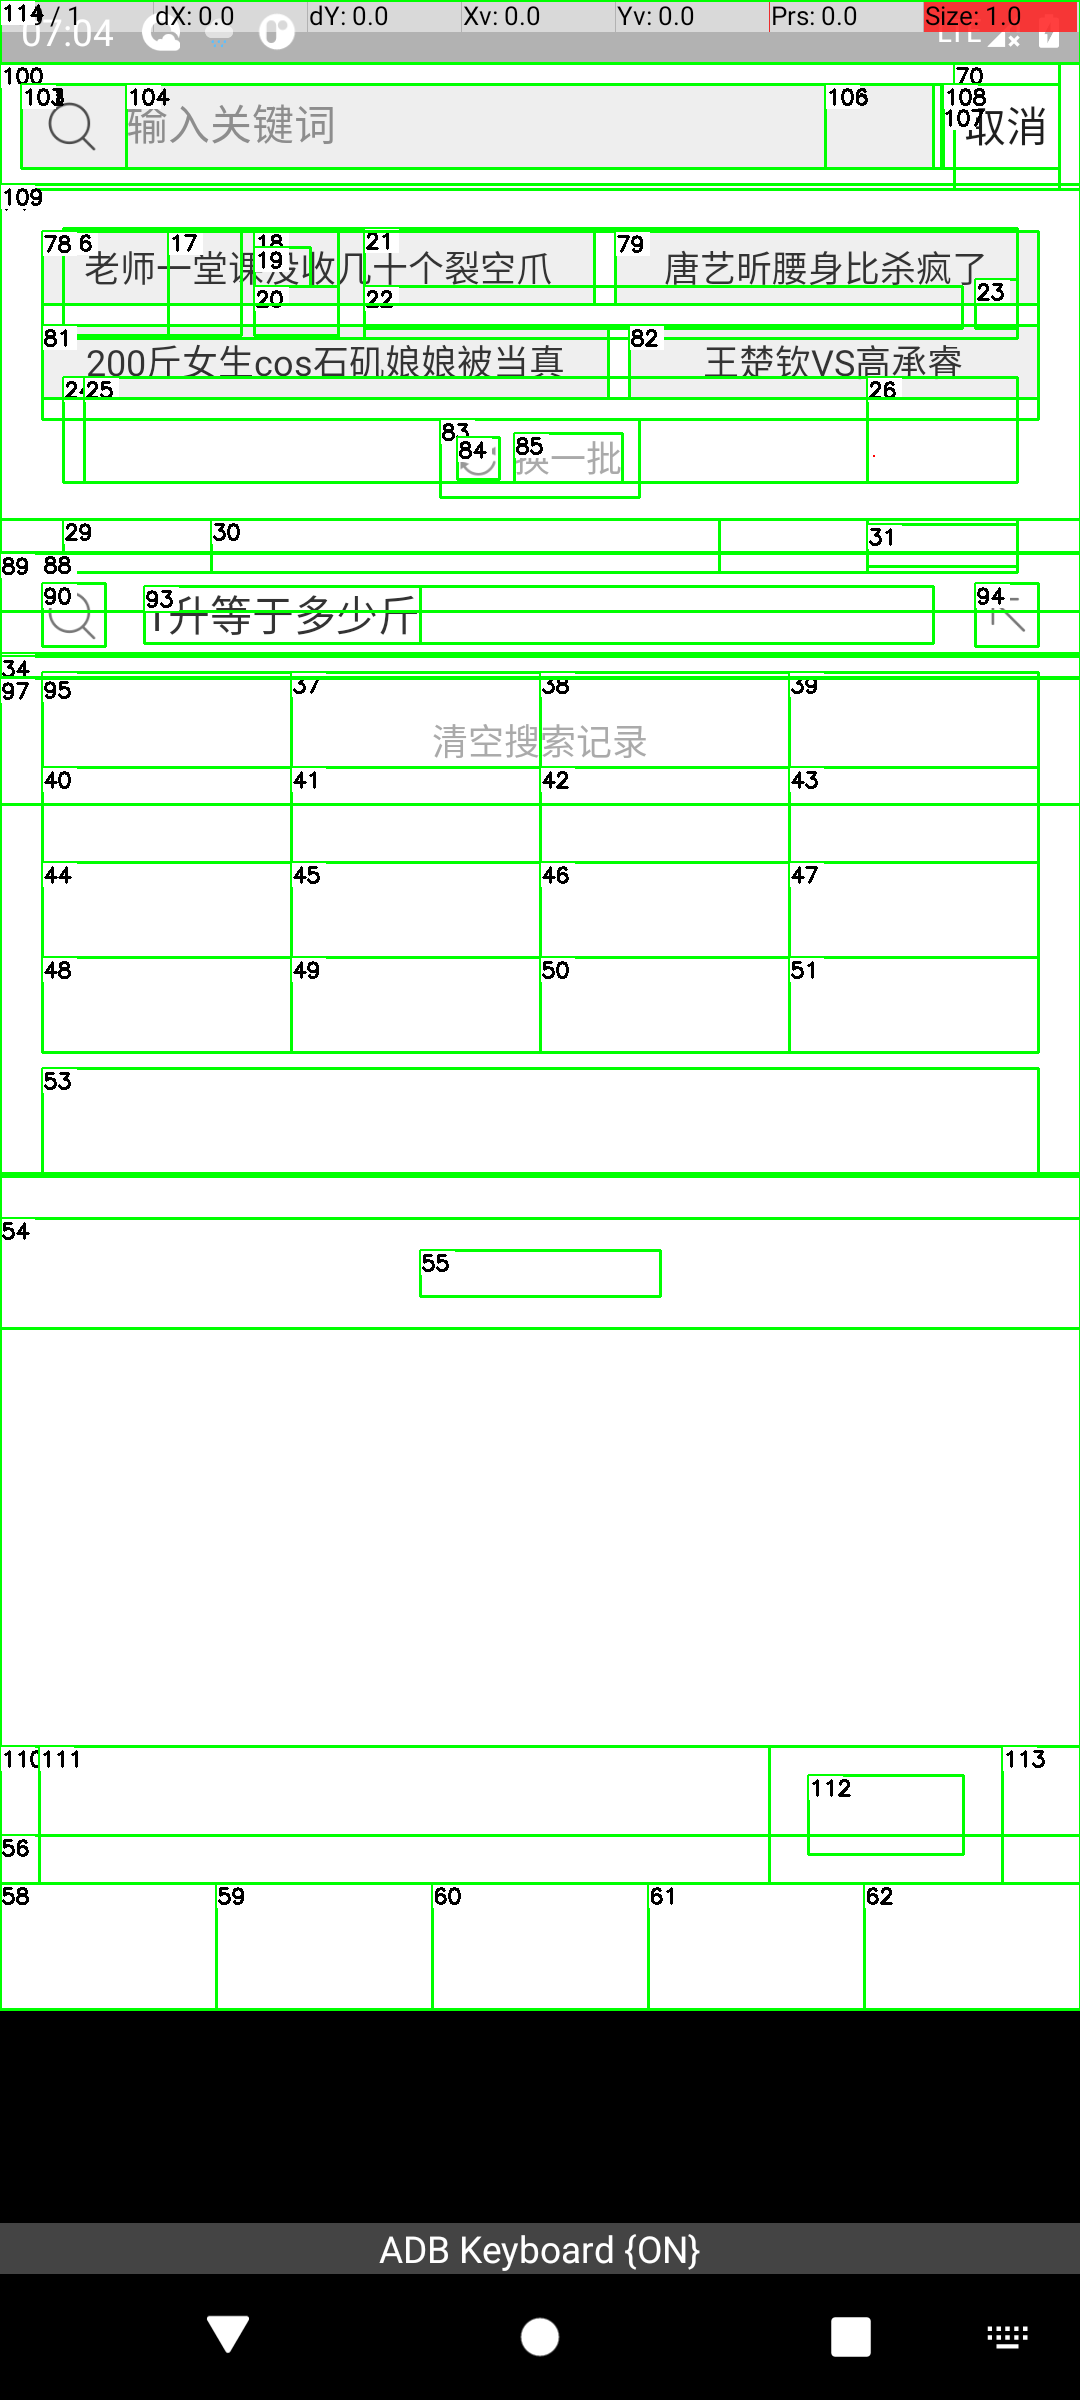 / 1 dX: 0.0 dY: 0.0 Xv: 0.0 Yv: 0.0 Prs: 0.0 Size: 1.0
114
07:04 LTE
100 70
103 104 106 108
107
输入关键词 取消
109
78 6 17 18 21 79
19
老师一堂课没收几十个裂空爪 唐艺昕腰身比杀疯了
20 22 23
81 82
200斤女生cos石矶娘娘被当真 王楚钦VS高承睿
24 25 26
83
84 85
换一批
29 30 31
89 88
90 93 94
1升等于多少斤
34
97 95 37 38 39
清空搜索记录
40 41 42 43
44 45 46 47
48 49 50 51
53
54
55
110 111 113
112
56
58 59 60 61 62
ADB Keyboard {ON}